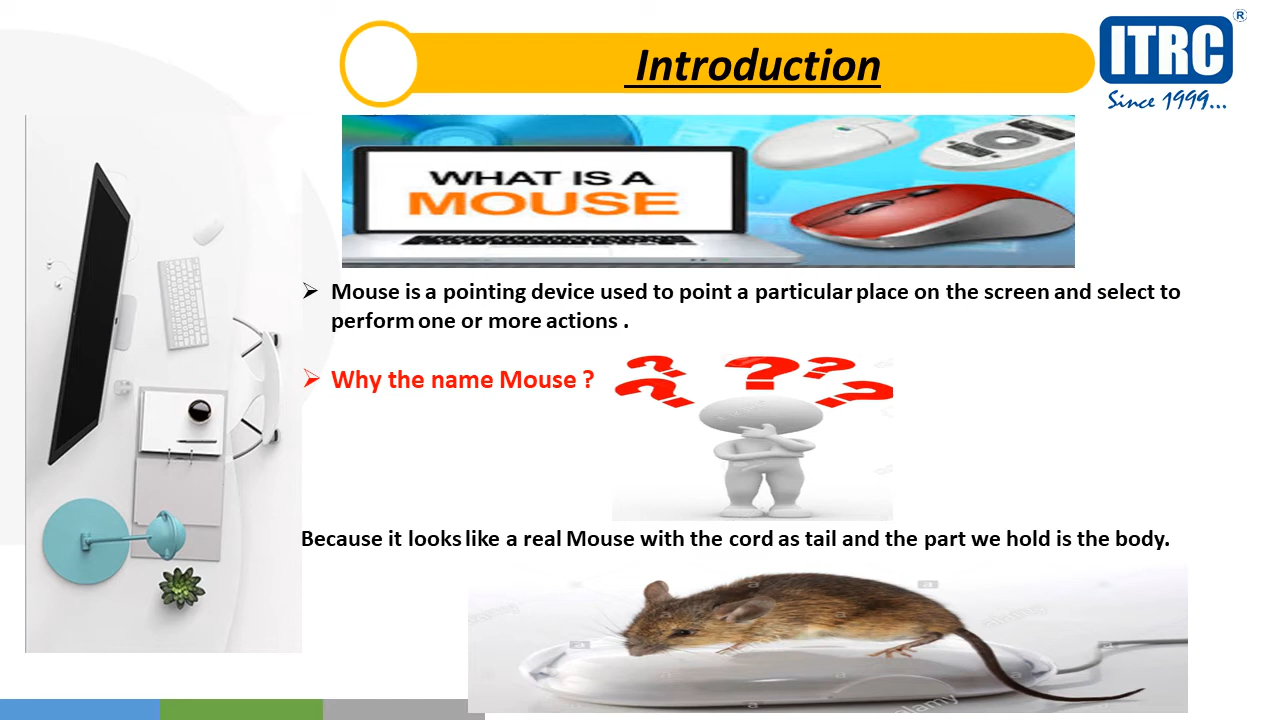 Introduction
ITRC
®
Since 1999...
WHAT IS A
MOUSE
Mouse is a pointing device used to point a particular place on the screen and select to
perform one or more actions .
Why the name Mouse ?
? ? ? ? ?
Because it looks like a real Mouse with the cord as tail and the part we hold is the body.
alamy